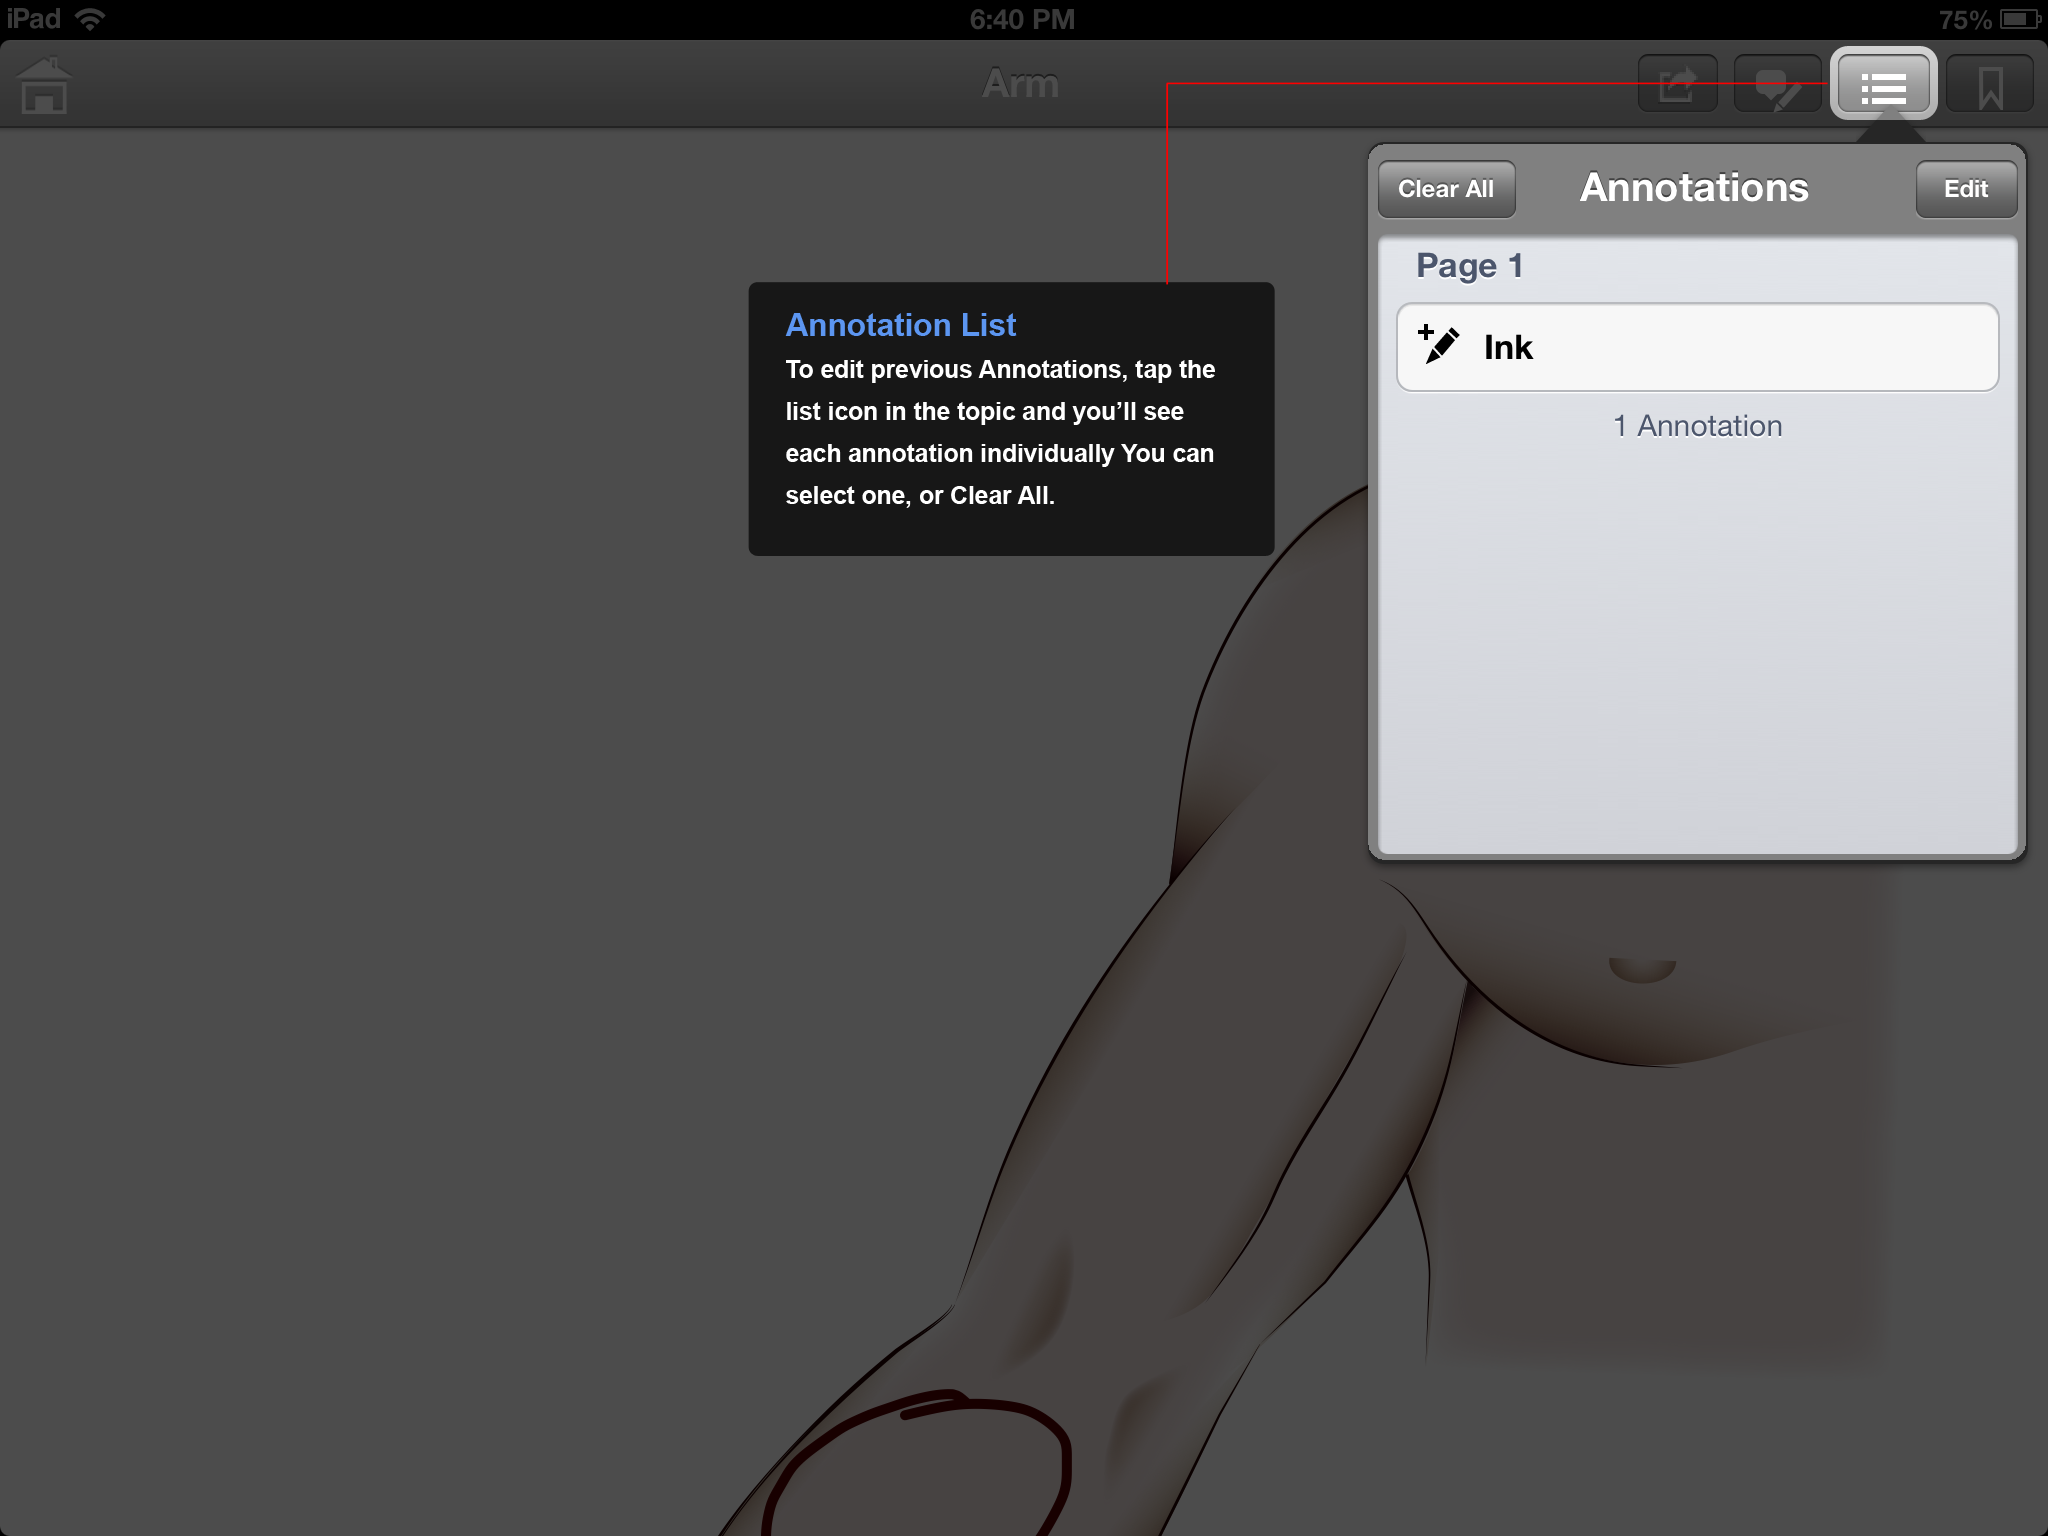 iPad
6:40 PM
75%
Arm
Clear All
Annotations
Edit
Page 1
Ink
1 Annotation
Annotation List
To edit previous Annotations, tap the
list icon in the topic and you’ll see
each annotation individually You can
select one, or Clear All.